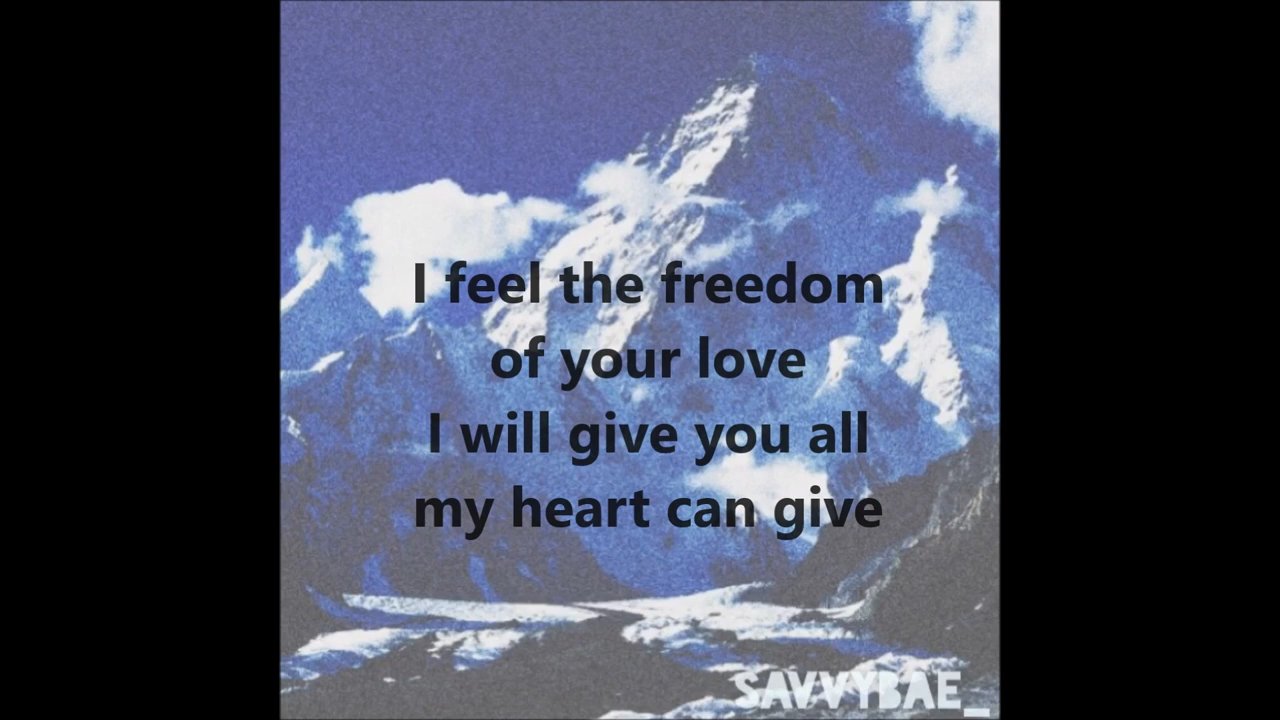 I feel the freedom
of your love
I will give you all
my heart can give
SAVVYBAE_